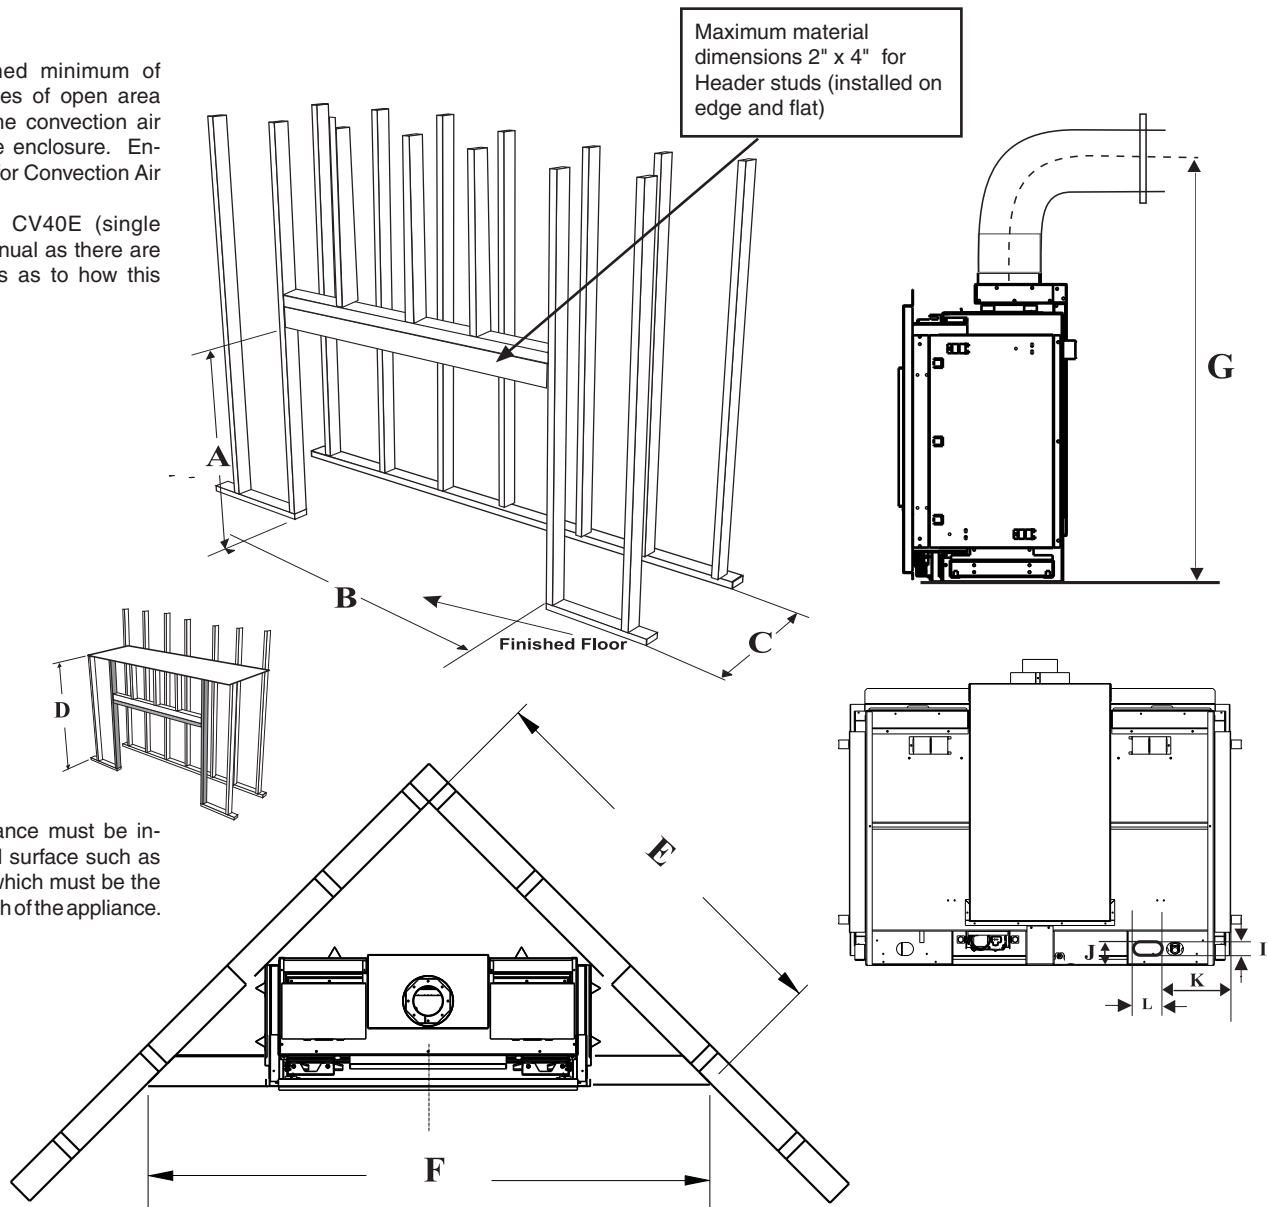 ned minimum of
es of open area
ne convection air
e enclosure. En-
for Convection Air
CV40E (single
nual as there are
s as to how this
Maximum material
dimensions 2" x 4" for
Header studs (installed on
edge and flat)
A
B
C
Finished Floor
G
D
ance must be in-
d surface such as
which must be the
h of the appliance.
E
F
J
I
K
L